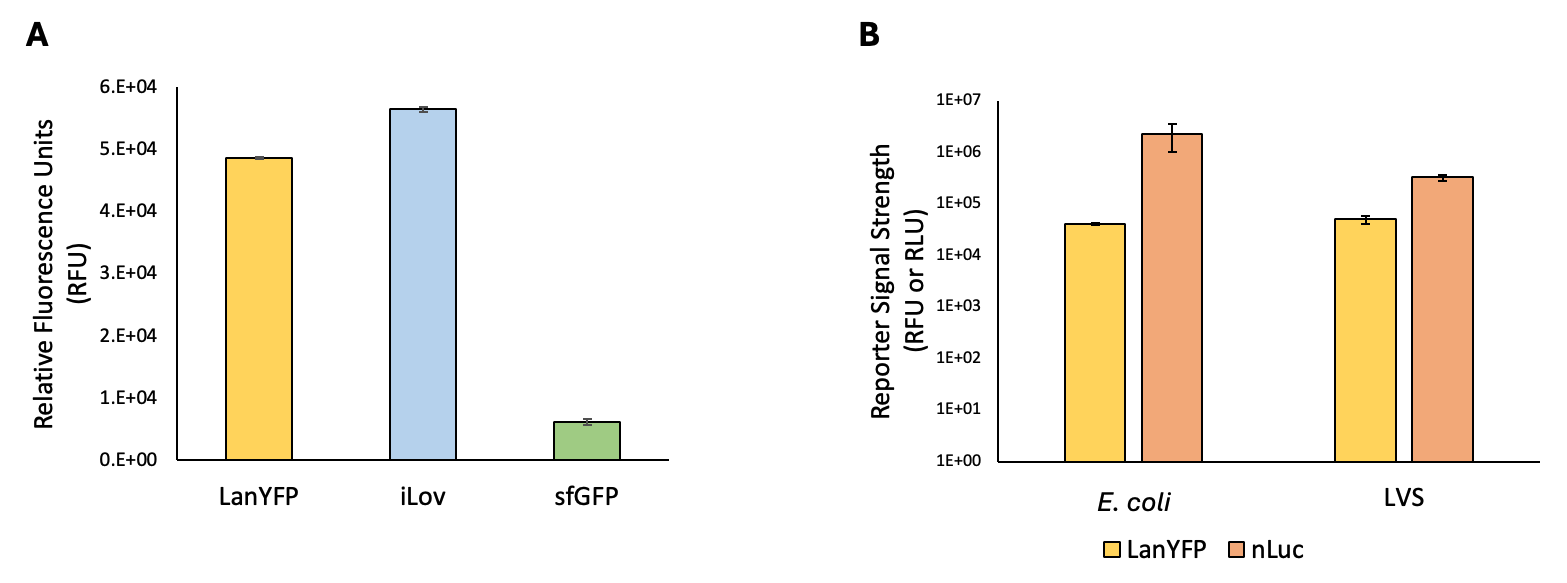 A
Relative Fluorescence Units
(RFU)
6.E+04
5.E+04
4.E+04
3.E+04
2.E+04
1.E+04
0.E+00
LanYFP
iLov
sfGFP
B
Reporter Signal Strength
(RFU or RLU)
1E+07
1E+06
1E+05
1E+04
1E+03
1E+02
1E+01
1E+00
E. coli
LVS
LanYFP
nLuc